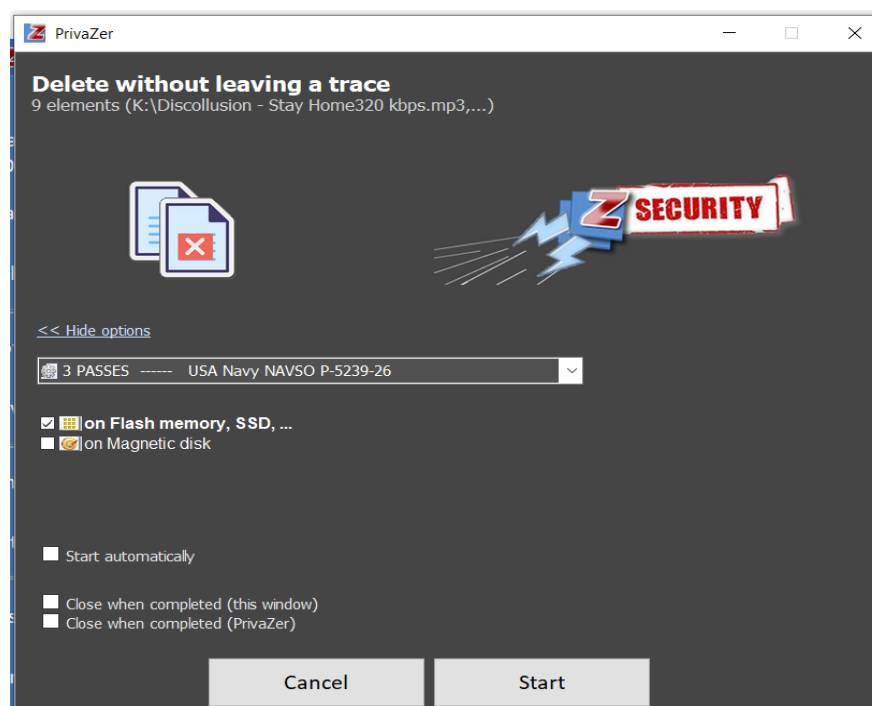 PrivaZer
Delete without leaving a trace
9 elements (K:\Discollusion - Stay Home320 kbps.mp3,...)
Z SECURITY
<< Hide options
3 PASSES ------ USA Navy NAVSO P-5239-26
on Flash memory, SSD, ...
on Magnetic disk
Start automatically
Close when completed (this window)
Close when completed (PrivaZer)
Cancel Start